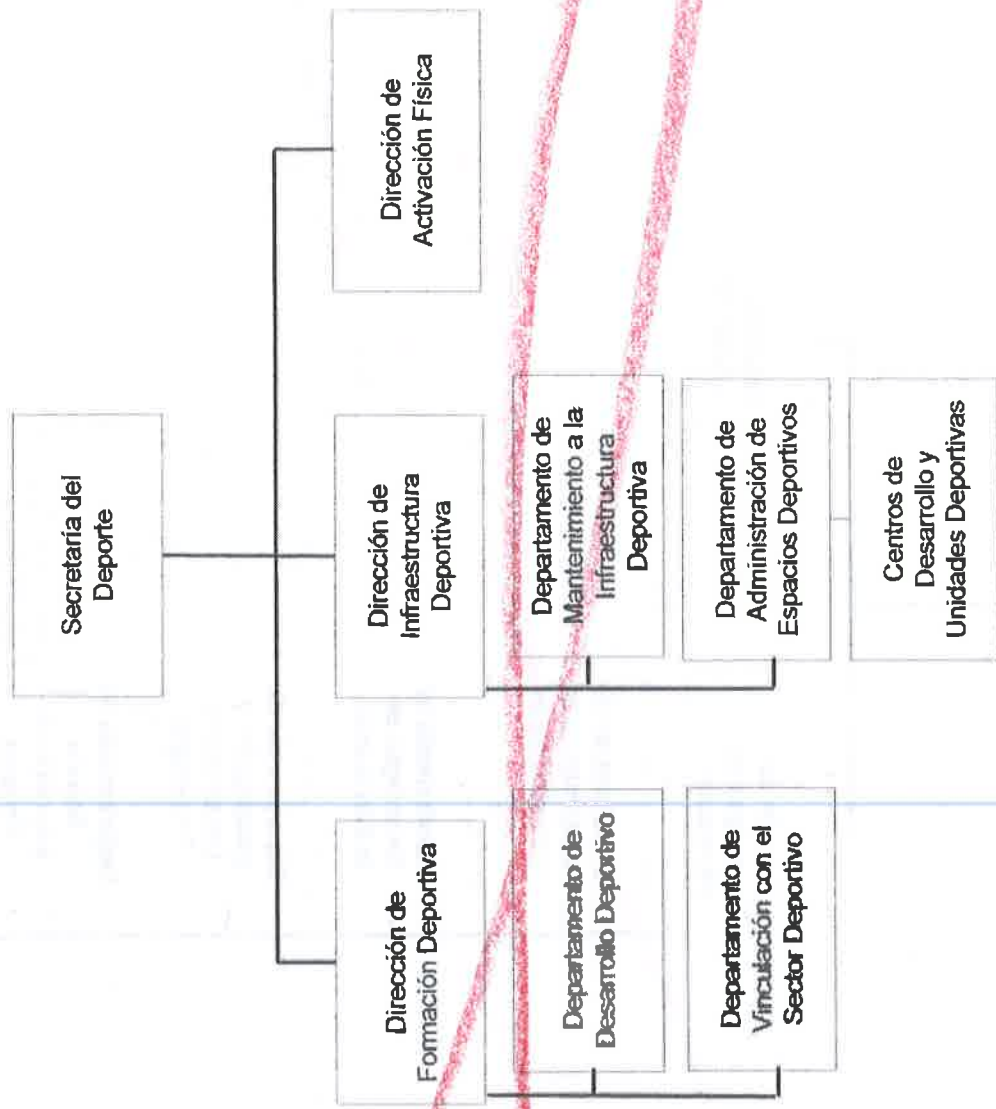 Secretaría del
Deporte
Dirección de
Formación Deportiva
Departamento de
Desarrollo Deportivo
Departamento de
Vinculación con el
Sector Deportivo
Dirección de
Infraestructura
Deportiva
Departamento de
Mantenimiento a la
Infraestructura
Deportiva
Departamento de
Administración de
Espacios Deportivos
Centros de
Desarrollo y
Unidades Deportivas
Dirección de
Activación Física